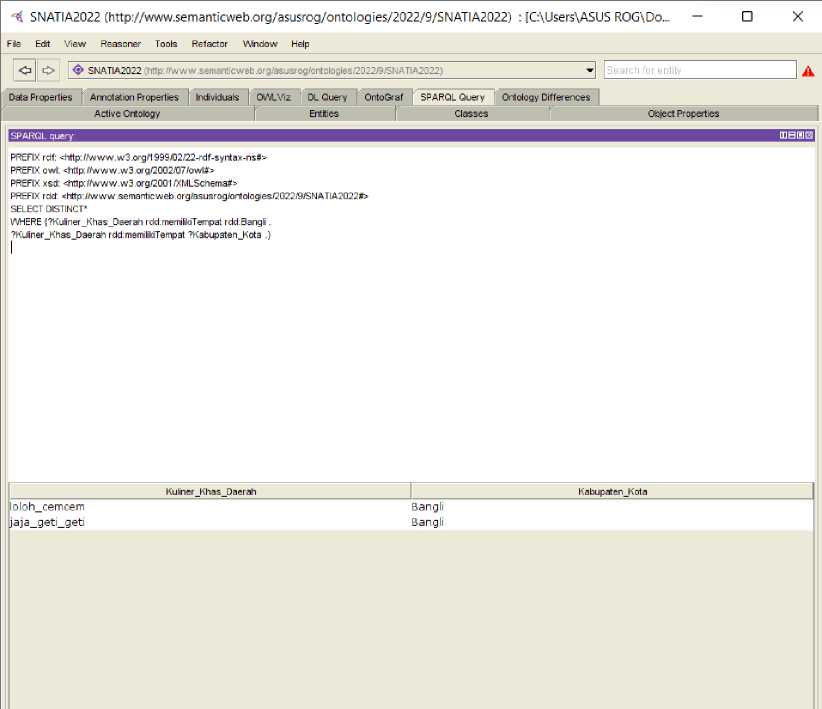 SNATIA2022 (http://www.semanticweb.org/asusrog/ontologies/2022/9/SNATIA2022) : [C:\Users\ASUS ROG\Do...
File Edit View Reasoner Tools Refactor Window Help
SNATIA2022 (http://www.semanticweb.org/asusrog/ontologies/2022/9/SNATIA2022) Search for entity
Data Properties Annotation Properties Individuals OWLViz DL Query OntoGraf SPARQL Query Ontology Differences
Active Ontology Entities Classes Object Properties
SPARQL query:
PREFIX rdf: <http://www.w3.org/1999/02/22-rdf-syntax-ns#>
PREFIX owl: <http://www.w3.org/2002/07/owl#>
PREFIX xsd: <http://www.w3.org/2001/XMLSchema#>
PREFIX rdd: <http://www.semanticweb.org/asusrog/ontologies/2022/9/SNATIA2022#>
SELECT DISTINCT*
WHERE {?Kuliner_Khas_Daerah rdd:memilikiTempat rdd:Bangli .
?Kuliner_Khas_Daerah rdd:memilikiTempat ?Kabupaten_Kota .}
Kuliner_Khas_Daerah Kabupaten_Kota
loloh_cemcem Bangli
jaja_geti_geti Bangli